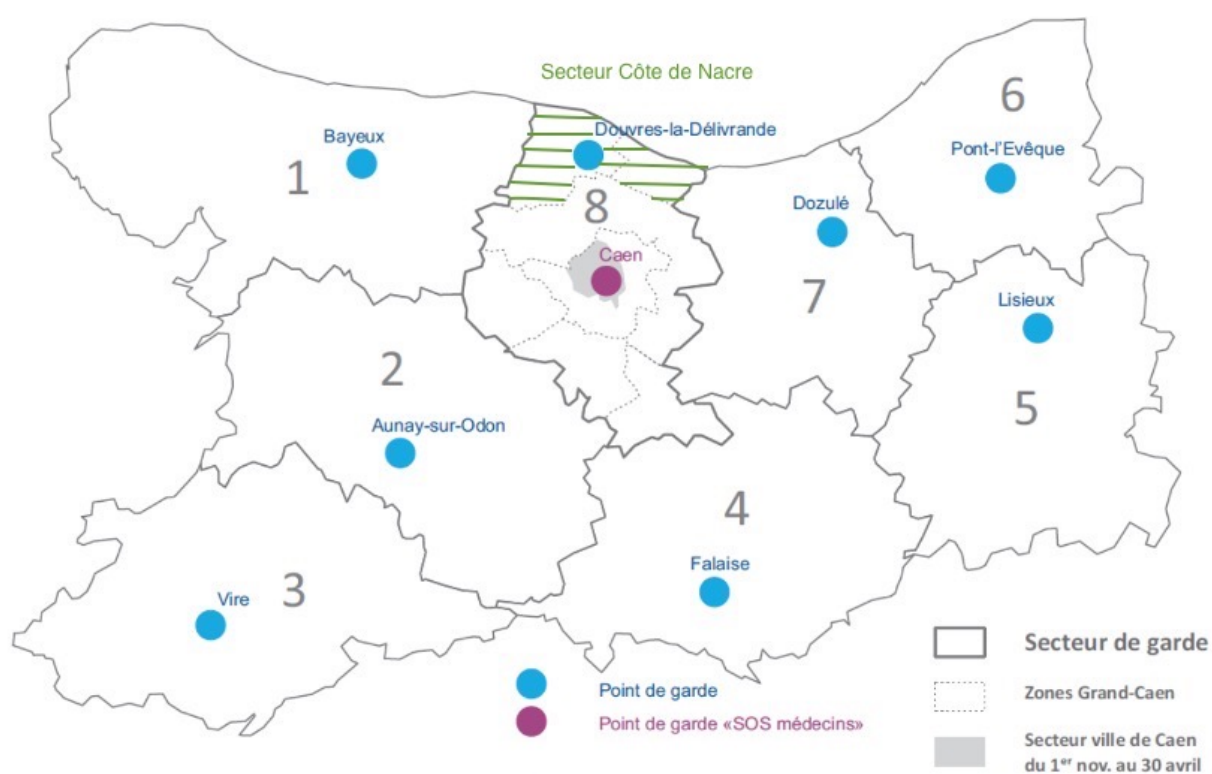 Secteur Côte de Nacre
6
Douvres-la-Délivrande
Bayeux
Pont-l'Evêque
1
8
Dozulé
Caen
7
Lisieux
2
5
Aunay-sur-Odon
4
Falaise
3
Vire
Secteur de garde
Point de garde
Zones Grand-Caen
Point de garde «SOS médecins»
Secteur ville de Caen
du 1er nov. au 30 avril